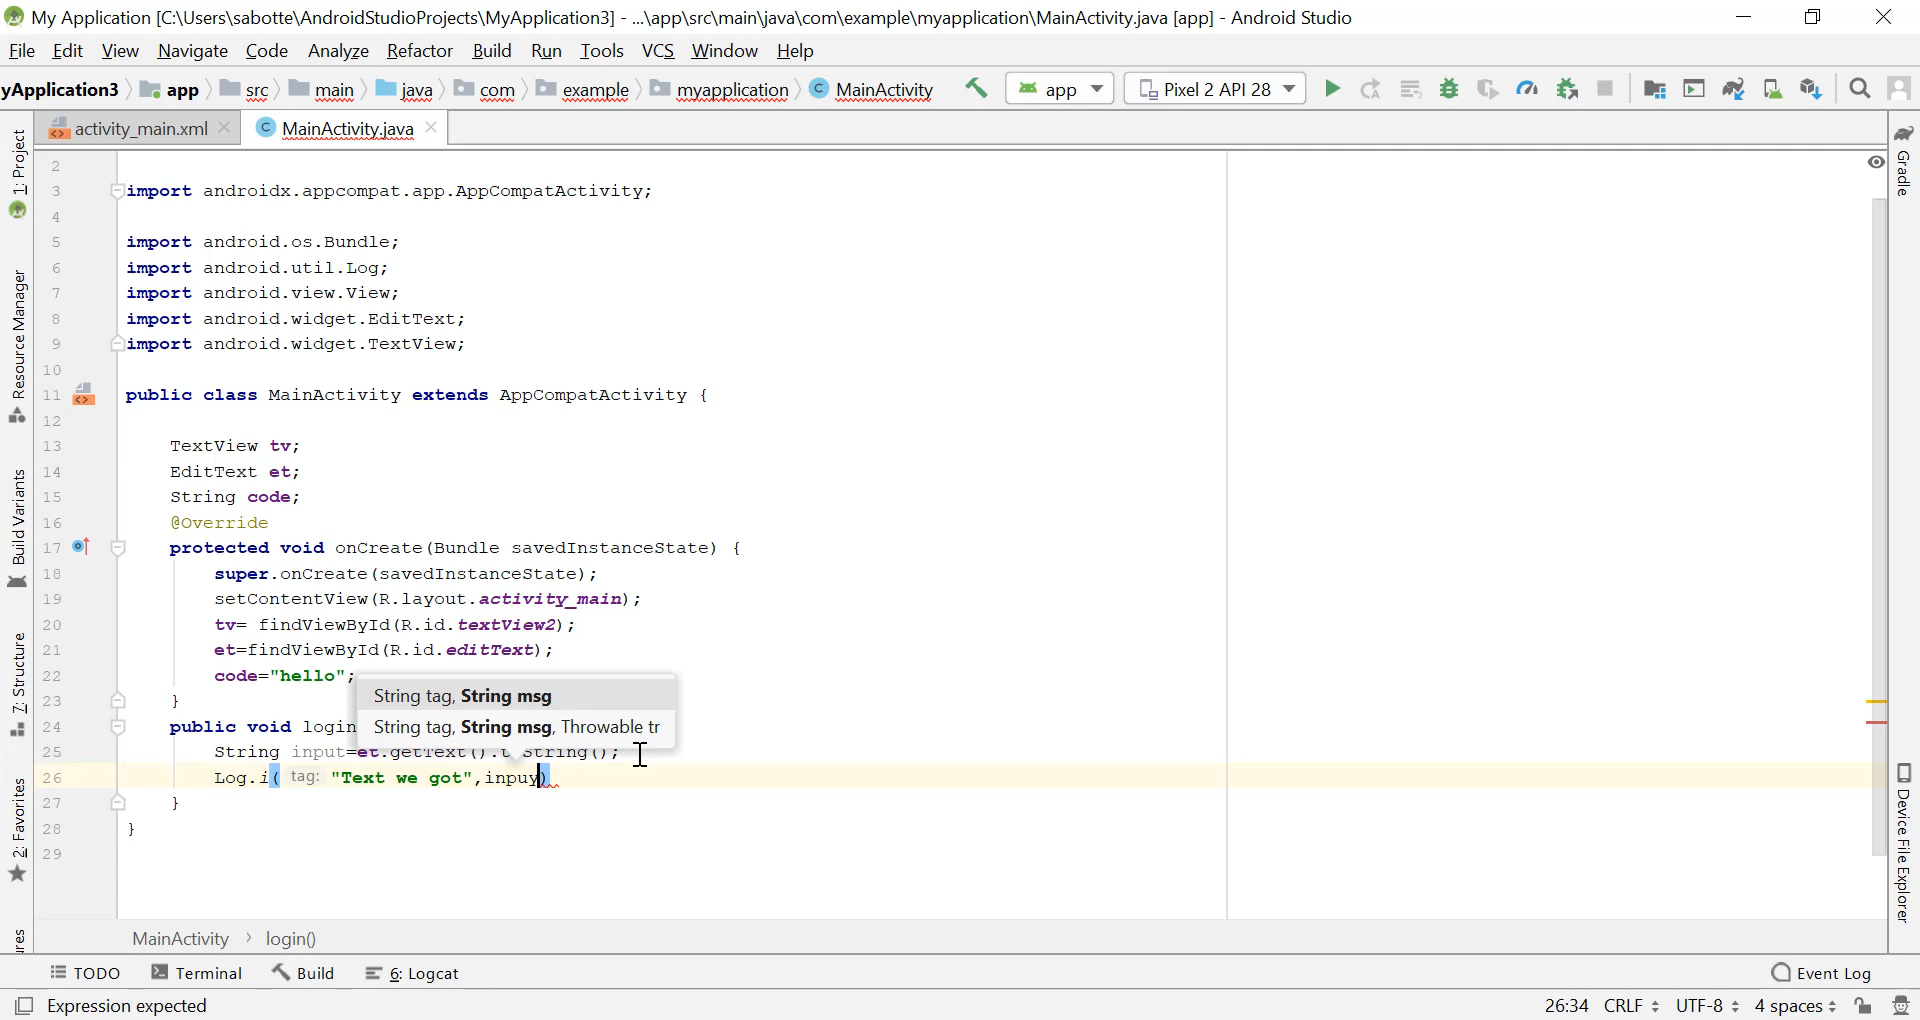 My Application [C:\Users\sabotte\AndroidStudioProjects\MyApplication3] - ...\app\src\main\java\com\example\myapplication\MainActivity.java [app] - Android Studio
File Edit View Navigate Code Analyze Refactor Build Run Tools VCS Window Help
yApplication3 app src main java com example myapplication MainActivity app Pixel 2 API 28
activity_main.xml MainActivity.java
2
3 import androidx.appcompat.app.AppCompatActivity;
4
5 import android.os.Bundle;
6 import android.util.Log;
7 import android.view.View;
8 import android.widget.EditText;
9 import android.widget.TextView;
10
11 public class MainActivity extends AppCompatActivity {
12
13 TextView tv;
14 EditText et;
15 String code;
16 @Override
17 protected void onCreate(Bundle savedInstanceState) {
18 super.onCreate(savedInstanceState);
19 setContentView(R.layout.activity_main);
20 tv= findViewById(R.id.textView2);
21 et=findViewById(R.id.editText);
22 code="hello";
String tag, String msg
23 }
24 public void login
String tag, String msg, Throwable tr
25 String input=et.getText().toString();
26 Log.i( tag: "Text we got",inpuy)
27 }
28 }
29
MainActivity › login()
TODO Terminal Build 6: Logcat Event Log
Expression expected 26:34 CRLF UTF-8 4 spaces
1: Project
Resource Manager
Build Variants
7: Structure
2: Favorites
res
Gradle
Device File Explorer